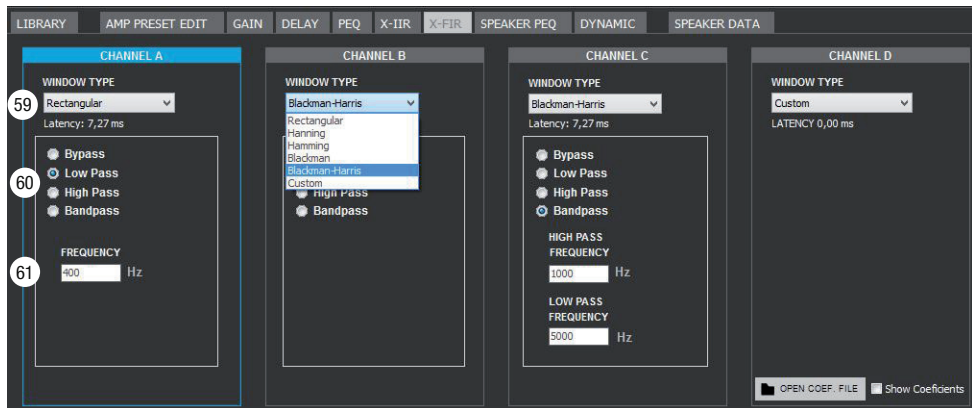 LIBRARY AMP PRESET EDIT GAIN DELAY PEQ X-IIR X-FIR SPEAKER PEQ DYNAMIC SPEAKER DATA
CHANNEL A
WINDOW TYPE
59
Rectangular
Latency: 7,27 ms
60
Bypass
Low Pass
High Pass
Bandpass
FREQUENCY
61
400 Hz
CHANNEL B
WINDOW TYPE
Blackman-Harris
Rectangular
Hanning
Hamming
Blackman
Blackman-Harris
Custom
High Pass
Bandpass
CHANNEL C
WINDOW TYPE
Blackman-Harris
Latency: 7,27 ms
Bypass
Low Pass
High Pass
Bandpass
HIGH PASS
FREQUENCY
1000 Hz
LOW PASS
FREQUENCY
5000 Hz
CHANNEL D
WINDOW TYPE
Custom
LATENCY 0,00 ms
OPEN COEF. FILE Show Coeficients